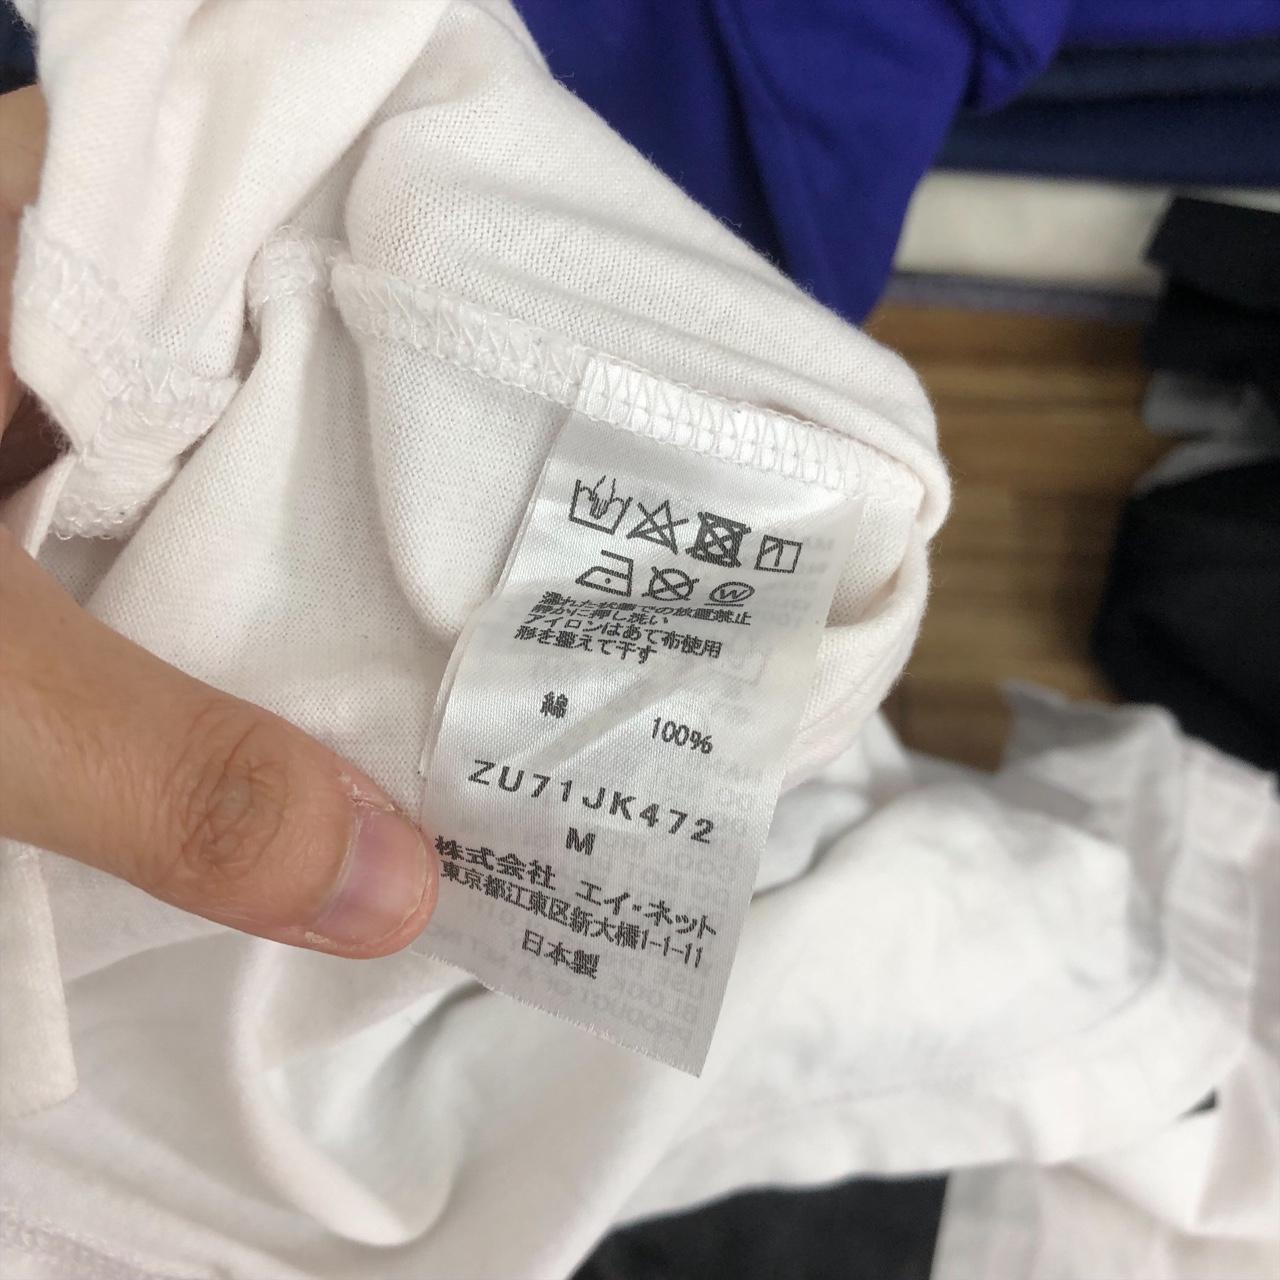 W
濡れた状態での放置禁止
静かに押し洗い
アイロンはあて布使用
形を整えて干す
綿 100%
ZU71JK472
M
株式会社 エイ・ネット
東京都江東区新大橋1-1-11
日本製